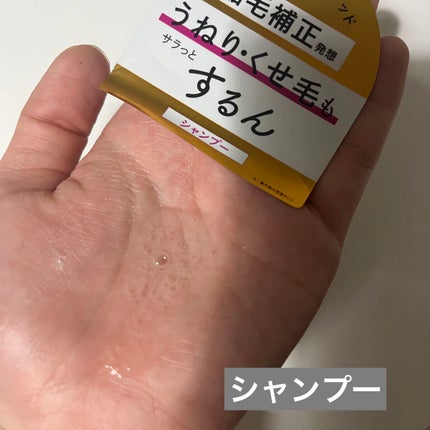 毛補正発想
うねり・くせ毛も
サラっと
するん
シャンプー
シャンプー